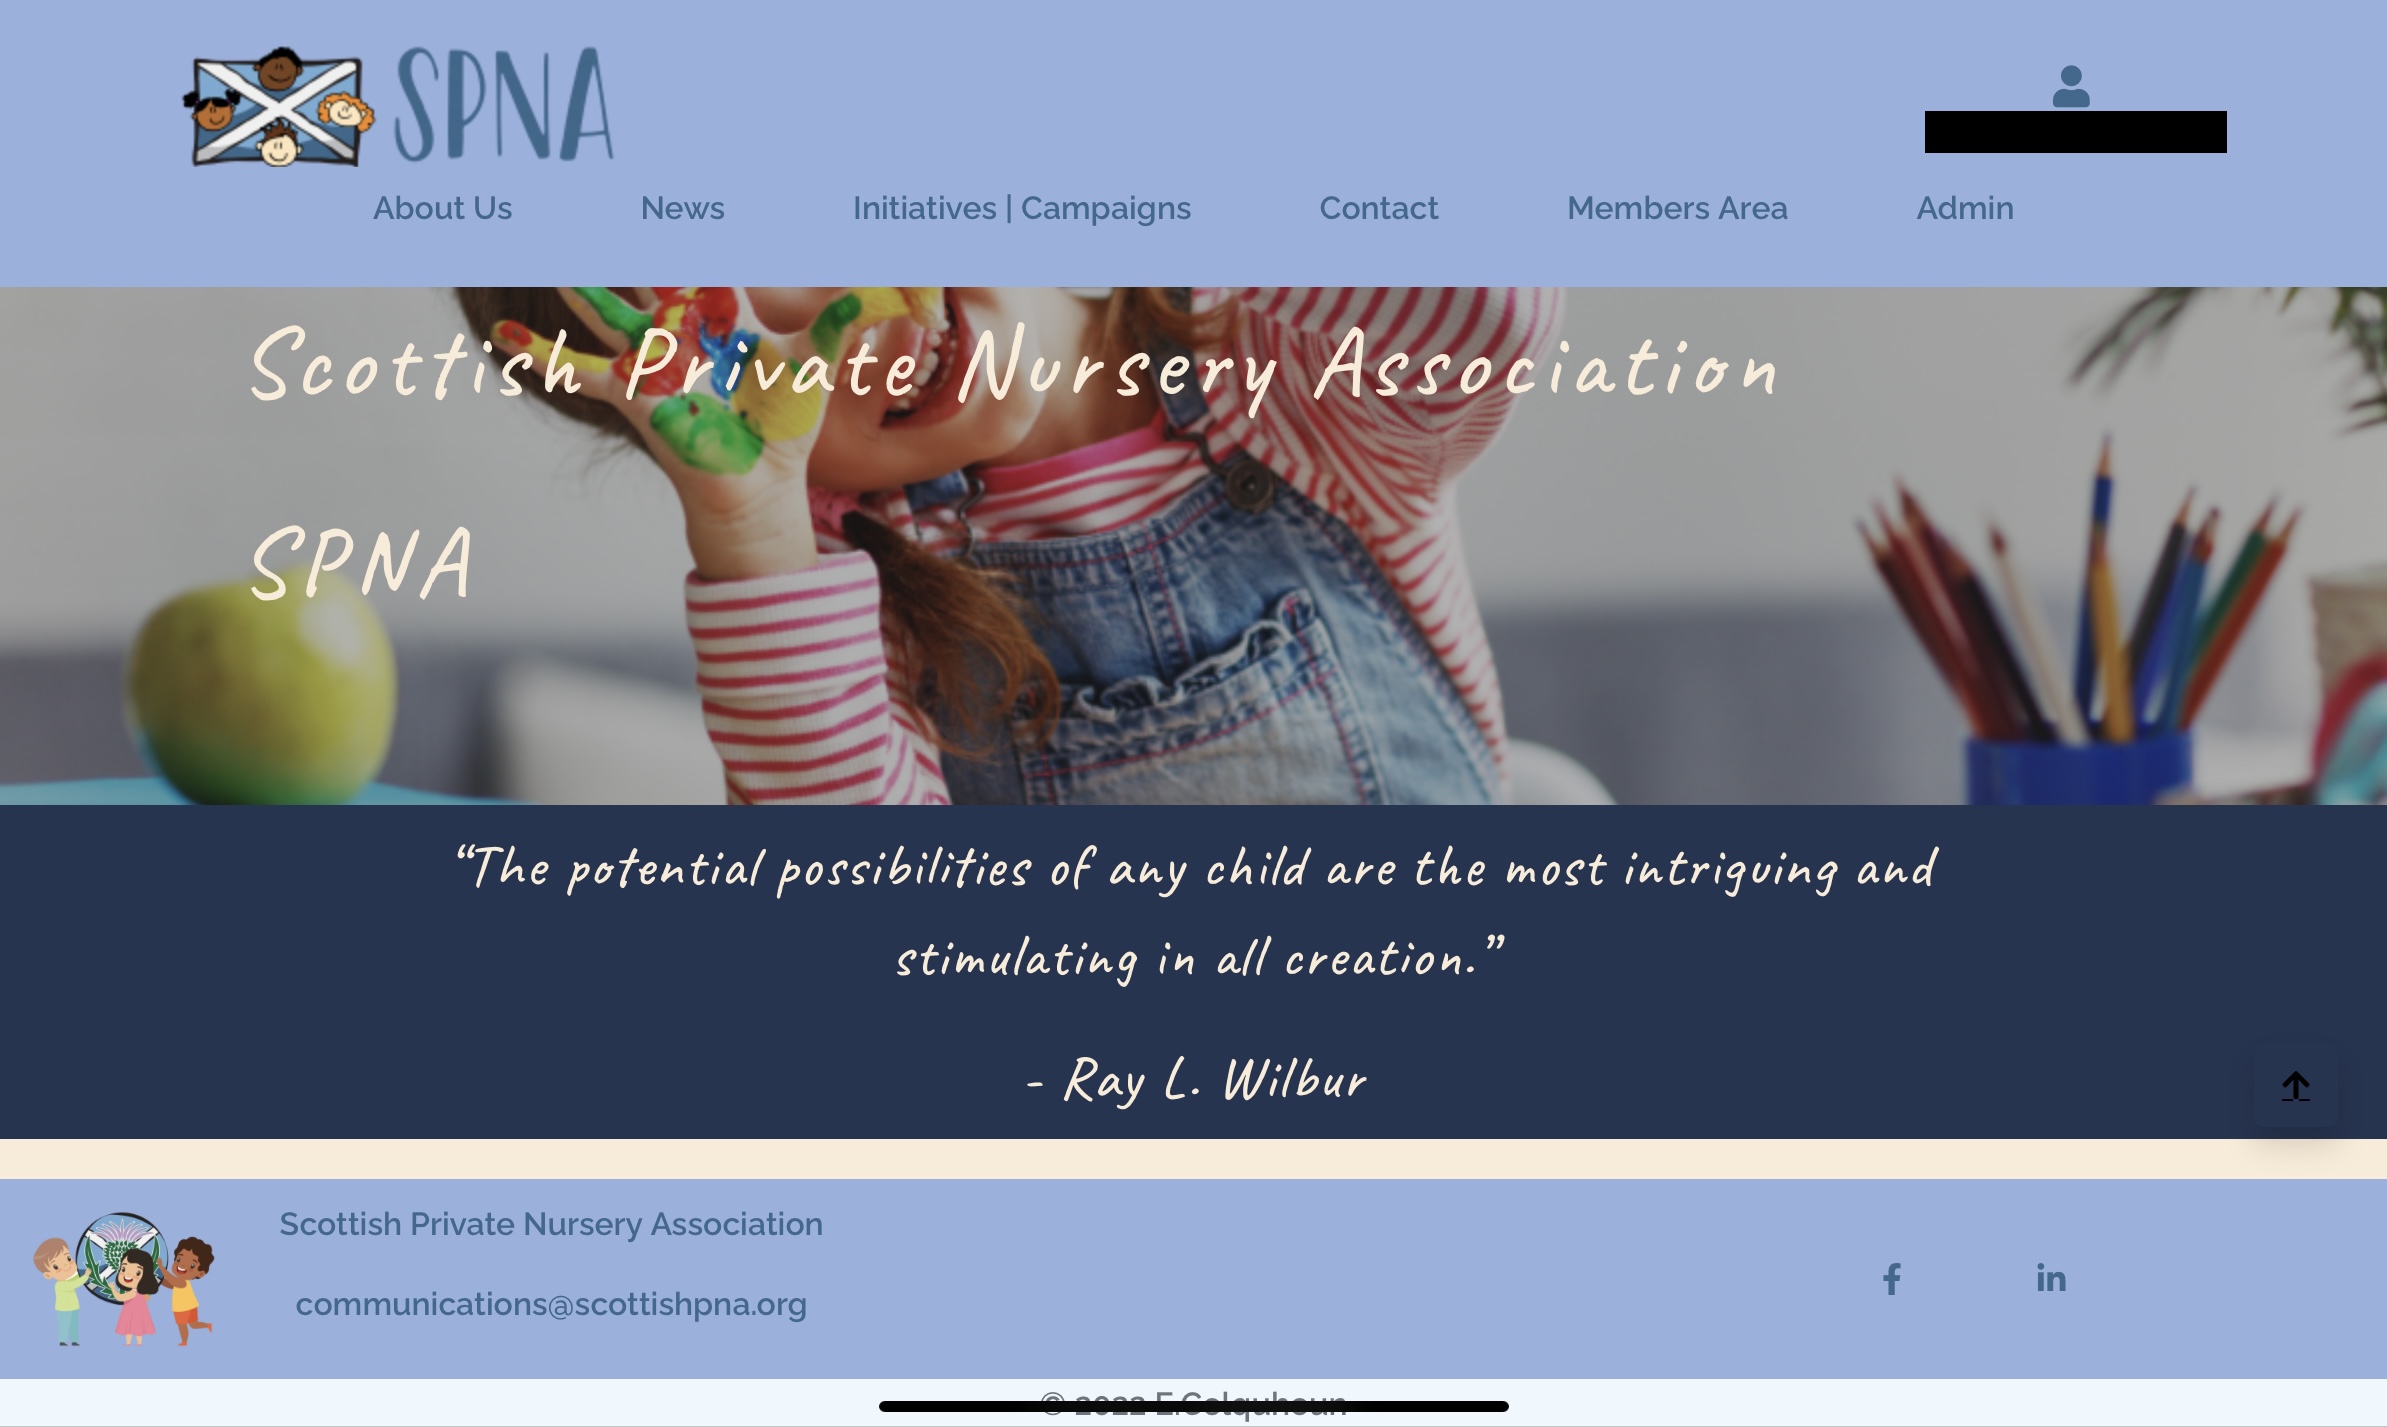 SPNA
About Us News Initiatives | Campaigns Contact Members Area Admin
Scottish Private Nursery Association
SPNA
“The potential possibilities of any child are the most intriguing and
stimulating in all creation.”
- Ray L. Wilbur
Scottish Private Nursery Association
communications@scottishpna.org
f
in
© 2022 E.Colquhoun